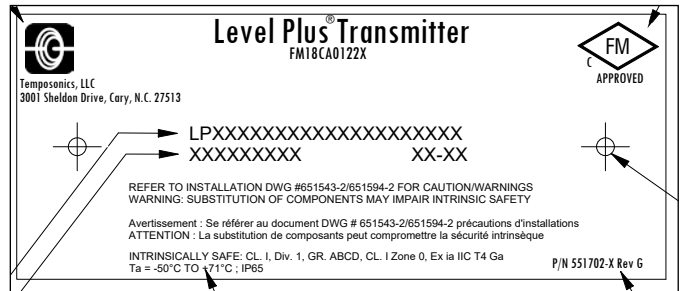 Level Plus® Transmitter
FM18CA0122X
FM
C
APPROVED
Temposonics, LLC
3001 Sheldon Drive, Cary, N.C. 27513
LPXXXXXXXXXXXXXXXXXXXX
XXXXXXXXX XX-XX
REFER TO INSTALLATION DWG #651543-2/651594-2 FOR CAUTION/WARNINGS
WARNING: SUBSTITUTION OF COMPONENTS MAY IMPAIR INTRINSIC SAFETY
Avertissement : Se référer au document DWG # 651543-2/651594-2 précautions d'installations
ATTENTION : La substitution de composants peut compromettre la sécurité intrinsèque
INTRINSICALLY SAFE: CL. I, Div. 1, GR. ABCD, CL. I Zone 0, Ex ia IIC T4 Ga
Ta = -50°C TO +71°C ; IP65
P/N 551702-X Rev G